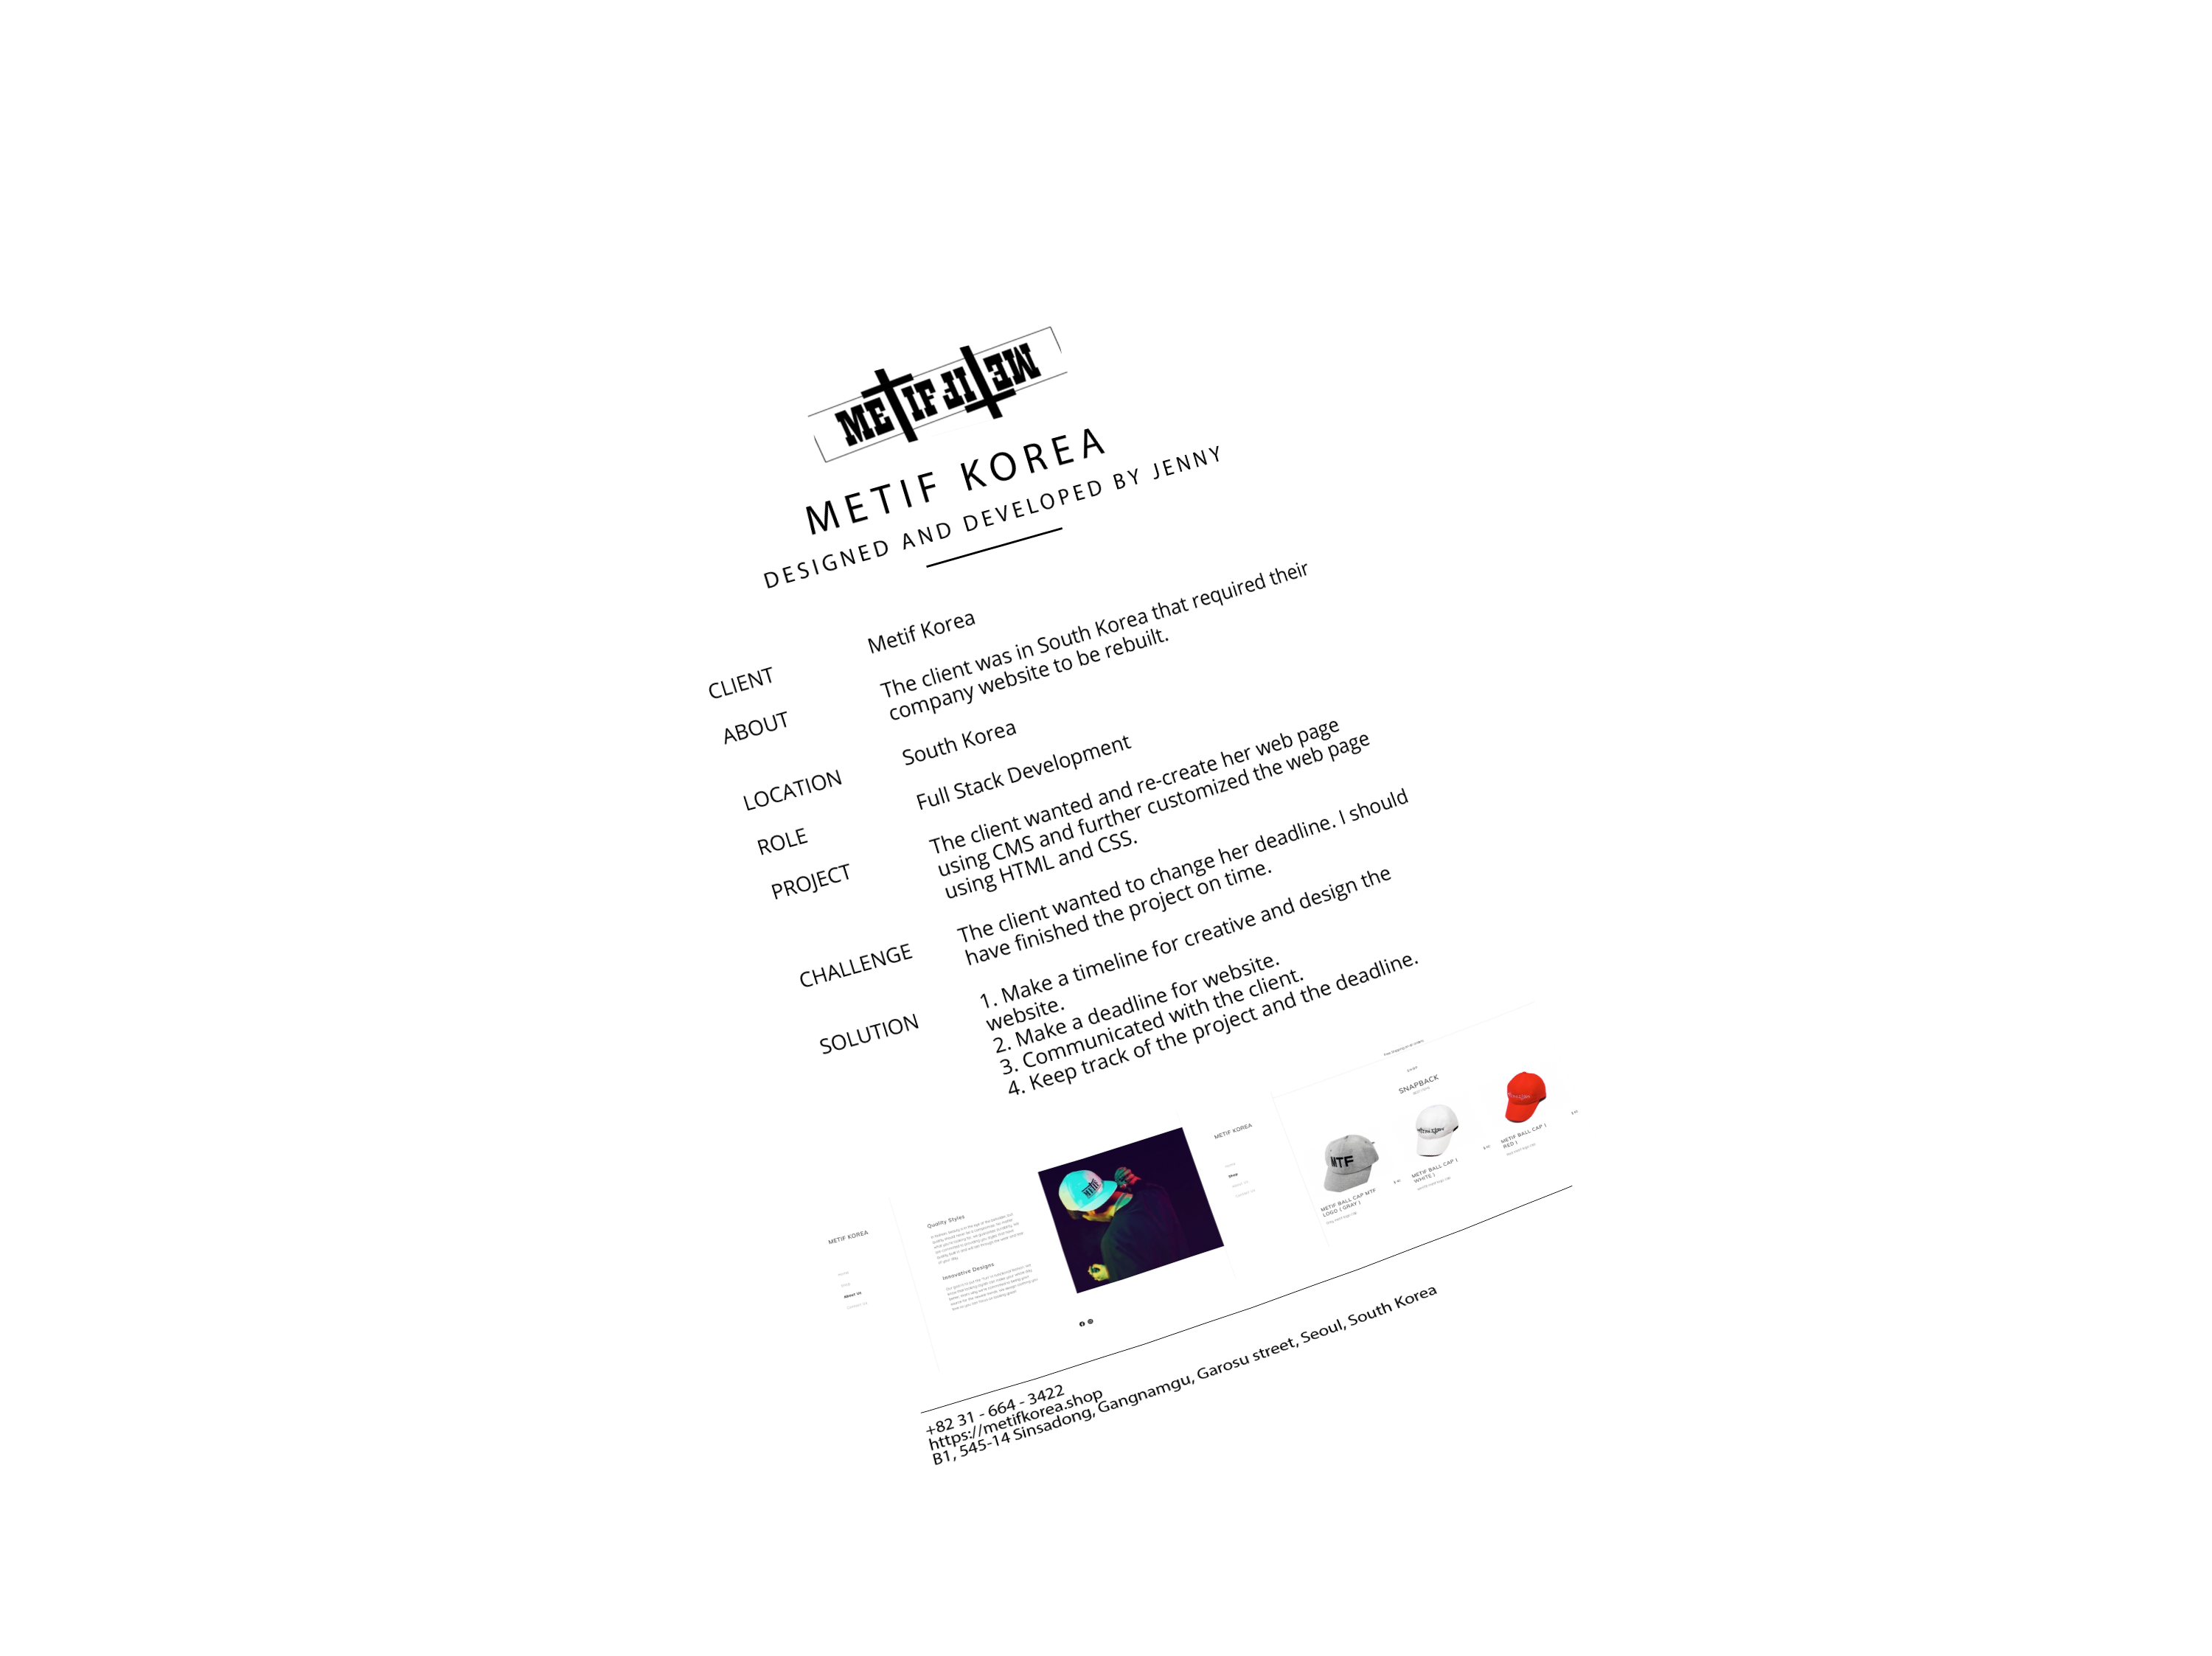 METIF METIF
METIF KOREA
DESIGNED AND DEVELOPED BY JENNY
CLIENT
Metif Korea
ABOUT
The client was in South Korea that required their
company website to be rebuilt.
LOCATION
South Korea
ROLE
Full Stack Development
PROJECT
The client wanted and re-create her web page
using CMS and further customized the web page
using HTML and CSS.
CHALLENGE
The client wanted to change her deadline. I should
have finished the project on time.
SOLUTION
1. Make a timeline for creative and design the
website.
2. Make a deadline for website.
3. Communicated with the client.
4. Keep track of the project and the deadline.
METIF KOREA
About Us
Quality Styles
Innovative Designs
MTF
METIF KOREA
Shop
SHOP
SNAPBACK
MTF
METIF BALL CAP MTF
LOGO ( GRAY )
METIF BALL CAP (
WHITE )
METIF BALL CAP (
RED )
+82 31 - 664 - 3422
https://metifkorea.shop
B1, 545-14 Sinsadong, Gangnamgu, Garosu street, Seoul, South Korea